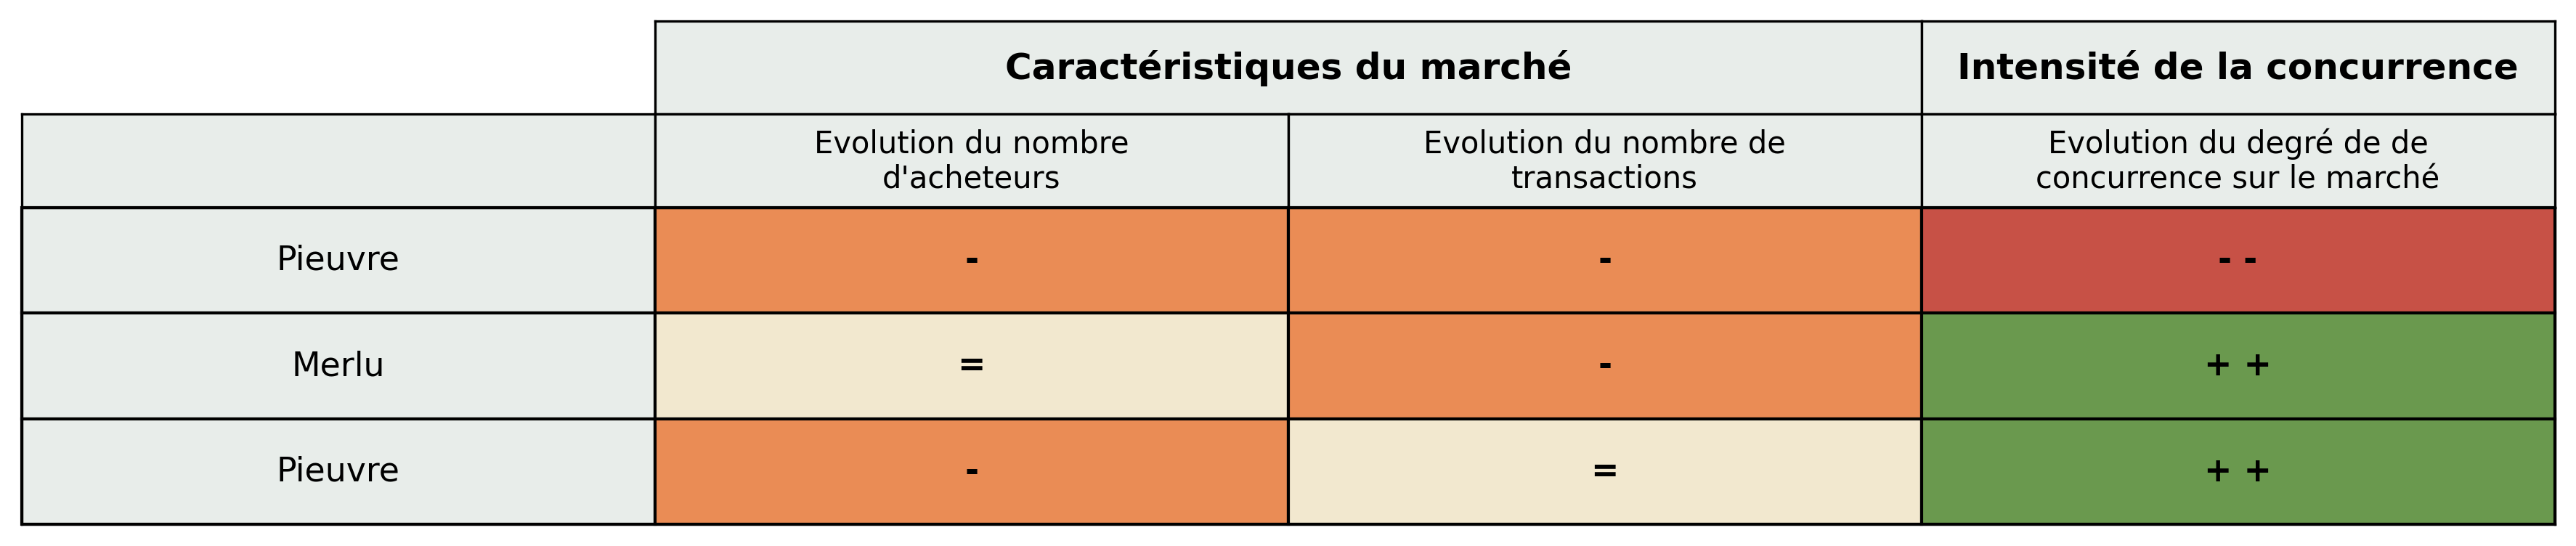 Caractéristiques du marché
Intensité de la concurrence
Evolution du nombre
d'acheteurs
Evolution du nombre de
transactions
Evolution du degré de de
concurrence sur le marché
Pieuvre
-
-
- -
Merlu
=
-
+ +
Pieuvre
-
=
+ +